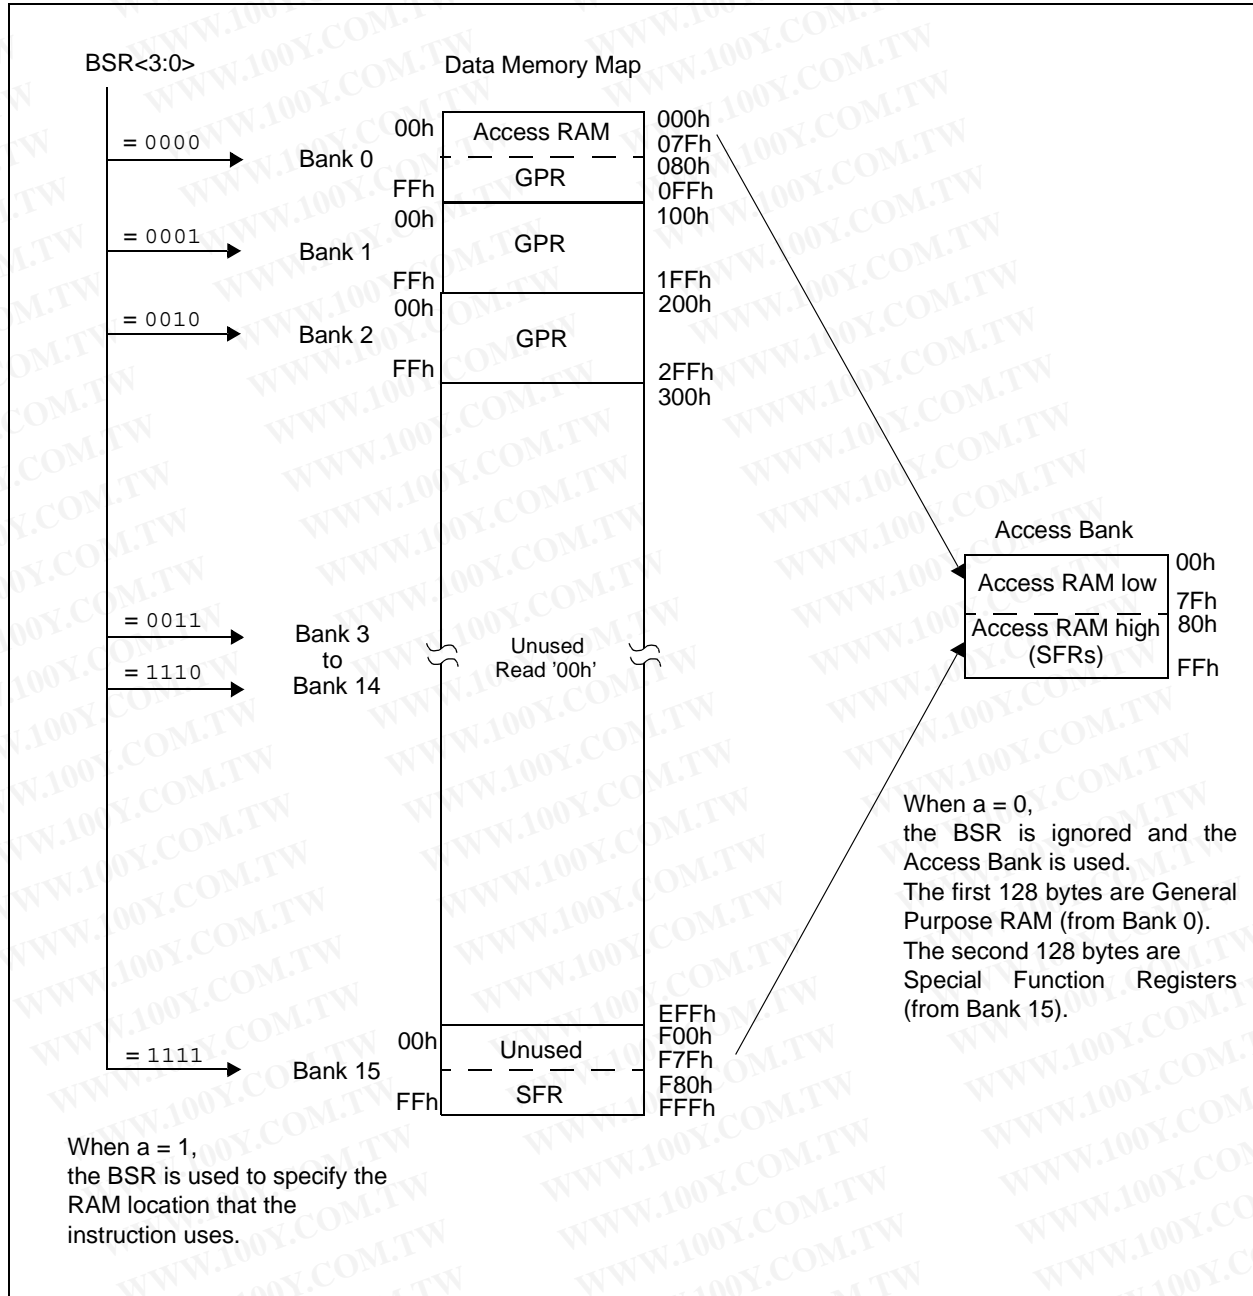 BSR<3:0>
Data Memory Map
= 0000
Bank 0
00h
Access RAM
000h
07Fh
FFh
GPR
080h
0FFh
= 0001
Bank 1
00h
GPR
100h
FFh
1FFh
= 0010
Bank 2
00h
GPR
200h
FFh
2FFh
300h
Access Bank
Access RAM low
00h
7Fh
Access RAM high
(SFRs)
80h
FFh
= 0011
Bank 3
to
= 1110
Bank 14
Unused
Read '00h'
When a = 0,
the BSR is ignored and the
Access Bank is used.
The first 128 bytes are General
Purpose RAM (from Bank 0).
The second 128 bytes are
Special Function Registers
(from Bank 15).
EFFh
= 1111
Bank 15
00h
Unused
F00h
F7Fh
FFh
SFR
F80h
FFFh
When a = 1,
the BSR is used to specify the
RAM location that the
instruction uses.
WWW.100Y.COM.TW